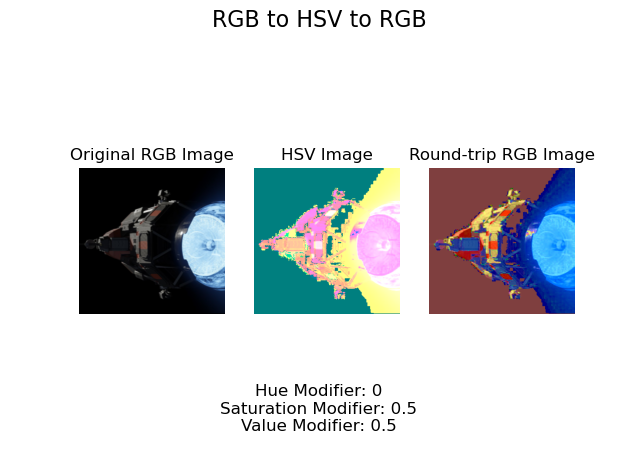 RGB to HSV to RGB
Original RGB Image
HSV Image
Round-trip RGB Image
Hue Modifier: 0
Saturation Modifier: 0.5
Value Modifier: 0.5